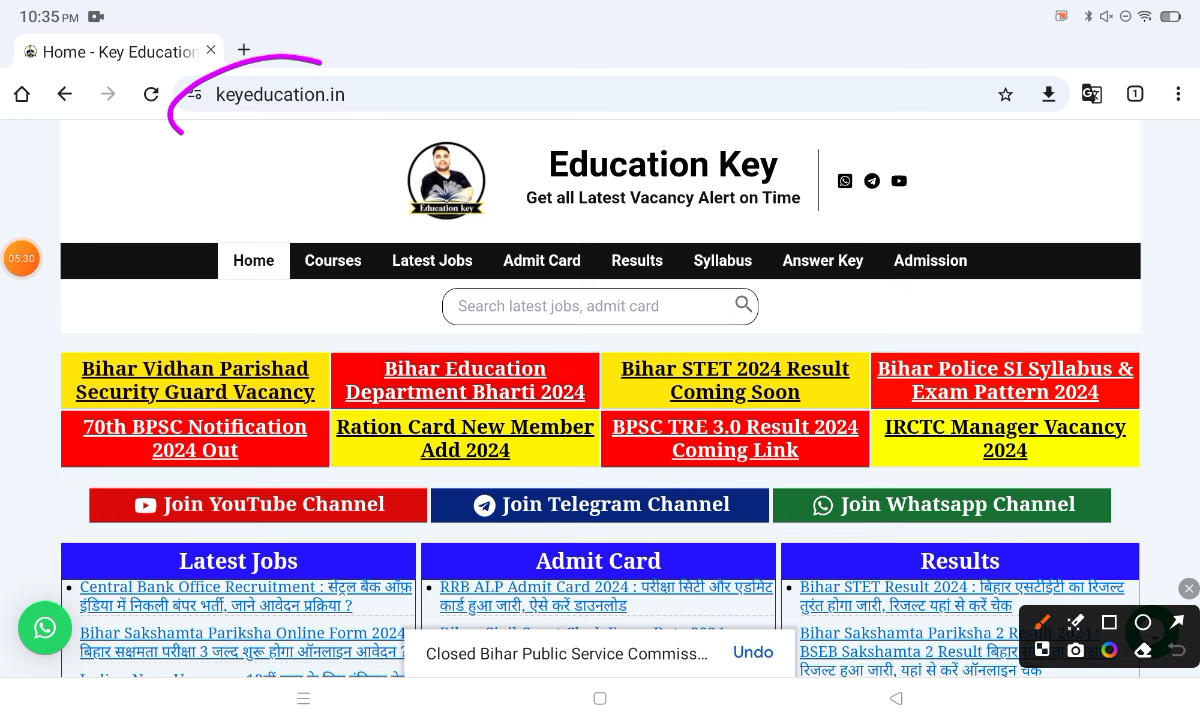 10:35 PM
Home - Key Education
keyeducation.in
1
Education key
Education Key
Get all Latest Vacancy Alert on Time
05:30
Home Courses Latest Jobs Admit Card Results Syllabus Answer Key Admission
Search latest jobs, admit card
Bihar Vidhan Parishad
Security Guard Vacancy
Bihar Education
Department Bharti 2024
Bihar STET 2024 Result
Coming Soon
Bihar Police SI Syllabus &
Exam Pattern 2024
70th BPSC Notification
2024 Out
Ration Card New Member
Add 2024
BPSC TRE 3.0 Result 2024
Coming Link
IRCTC Manager Vacancy
2024
Join YouTube Channel
Join Telegram Channel
Join Whatsapp Channel
Latest Jobs
Central Bank Office Recruitment : सेंट्रल बैंक ऑफ़
इंडिया में निकली बंपर भर्ती, जाने आवेदन प्रक्रिया ?
Bihar Sakshamta Pariksha Online Form 2024
बिहार सक्षमता परीक्षा 3 जल्द शुरू होगा ऑनलाइन आवेदन ?
Admit Card
RRB ALP Admit Card 2024 : परीक्षा सिटी और एडमिट
कार्ड हुआ जारी, ऐसे करें डाउनलोड
Results
Bihar STET Result 2024 : बिहार एसटीईटी का रिजल्ट
तुरंत होगा जारी, रिजल्ट यहां से करें चेक
Bihar Sakshamta Pariksha 2 Result 2024 :
BSEB Sakshamta 2 Result बिहार
रिजल्ट हुआ जारी, यहां से करें ऑनलाइन चेक
Closed Bihar Public Service Commiss... Undo